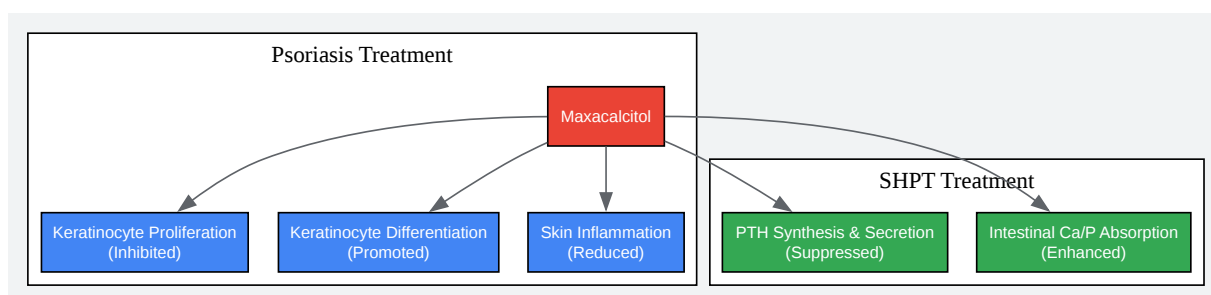 Psoriasis Treatment
Maxacalcitol
SHPT Treatment
Keratinocyte Proliferation
(Inhibited)
Keratinocyte Differentiation
(Promoted)
Skin Inflammation
(Reduced)
PTH Synthesis & Secretion
(Suppressed)
Intestinal Ca/P Absorption
(Enhanced)